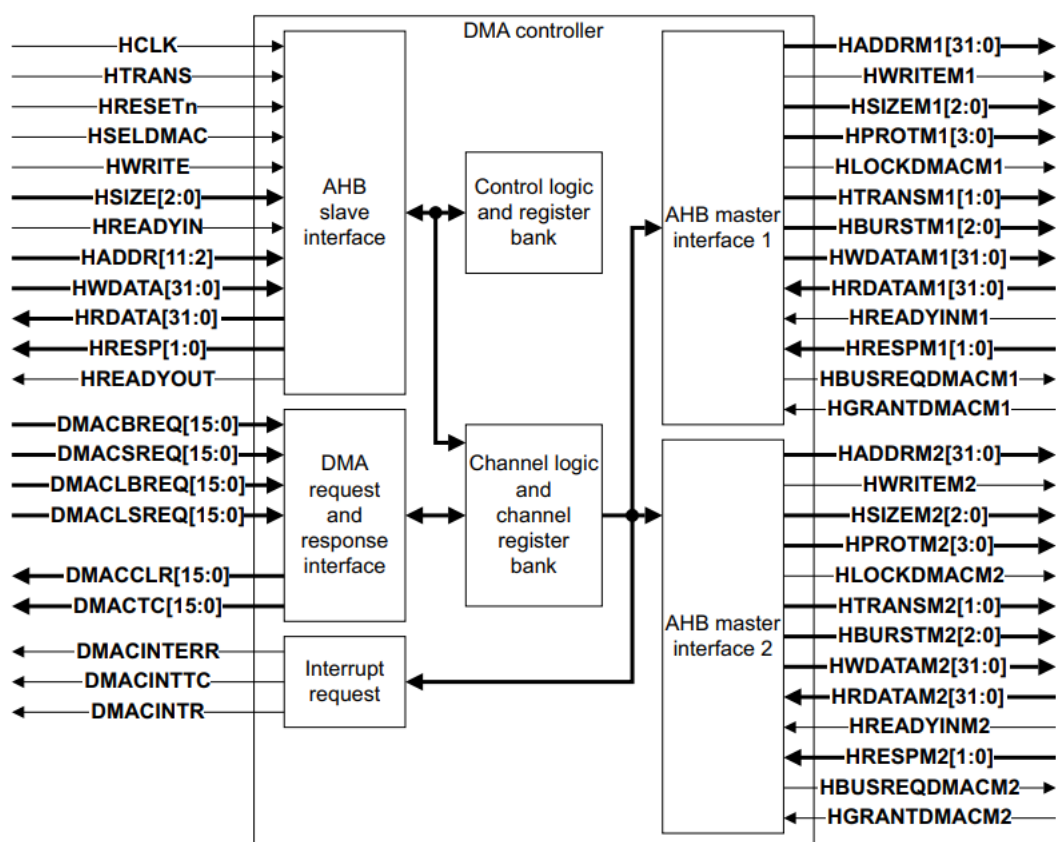 DMA controller
HCLK
HTRANS
HRESETn
HSELDMAC
HWRITE
HSIZE[2:0]
HREADYIN
HADDR[11:2]
HWDATA[31:0]
HRDATA[31:0]
HRESP[1:0]
HREADYOUT
DMACBREQ[15:0]
DMACSREQ[15:0]
DMACLBREQ[15:0]
DMACLSREQ[15:0]
DMACCLR[15:0]
DMACTC[15:0]
DMACINTERR
DMACINTTC
DMACINTR
AHB
slave
interface
DMA
request
and
response
interface
Interrupt
request
Control logic
and register
bank
Channel logic
and
channel
register
bank
AHB master
interface 1
AHB master
interface 2
HADDRM1[31:0]
HWRITEM1
HSIZEM1[2:0]
HPROTM1[3:0]
HLOCKDMACM1
HTRANSM1[1:0]
HBURSTM1[2:0]
HWDATAM1[31:0]
HRDATAM1[31:0]
HREADYINM1
HRESPM1[1:0]
HBUSREQDMACM1
HGRANTDMACM1
HADDRM2[31:0]
HWRITEM2
HSIZEM2[2:0]
HPROTM2[3:0]
HLOCKDMACM2
HTRANSM2[1:0]
HBURSTM2[2:0]
HWDATAM2[31:0]
HRDATAM2[31:0]
HREADYINM2
HRESPM2[1:0]
HBUSREQDMACM2
HGRANTDMACM2